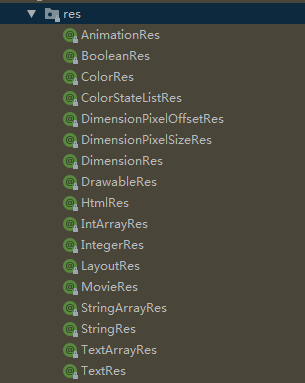 res
AnimationRes
BooleanRes
ColorRes
ColorStateListRes
DimensionPixelOffsetRes
DimensionPixelSizeRes
DimensionRes
DrawableRes
HtmlRes
IntArrayRes
IntegerRes
LayoutRes
MovieRes
StringArrayRes
StringRes
TextArrayRes
TextRes